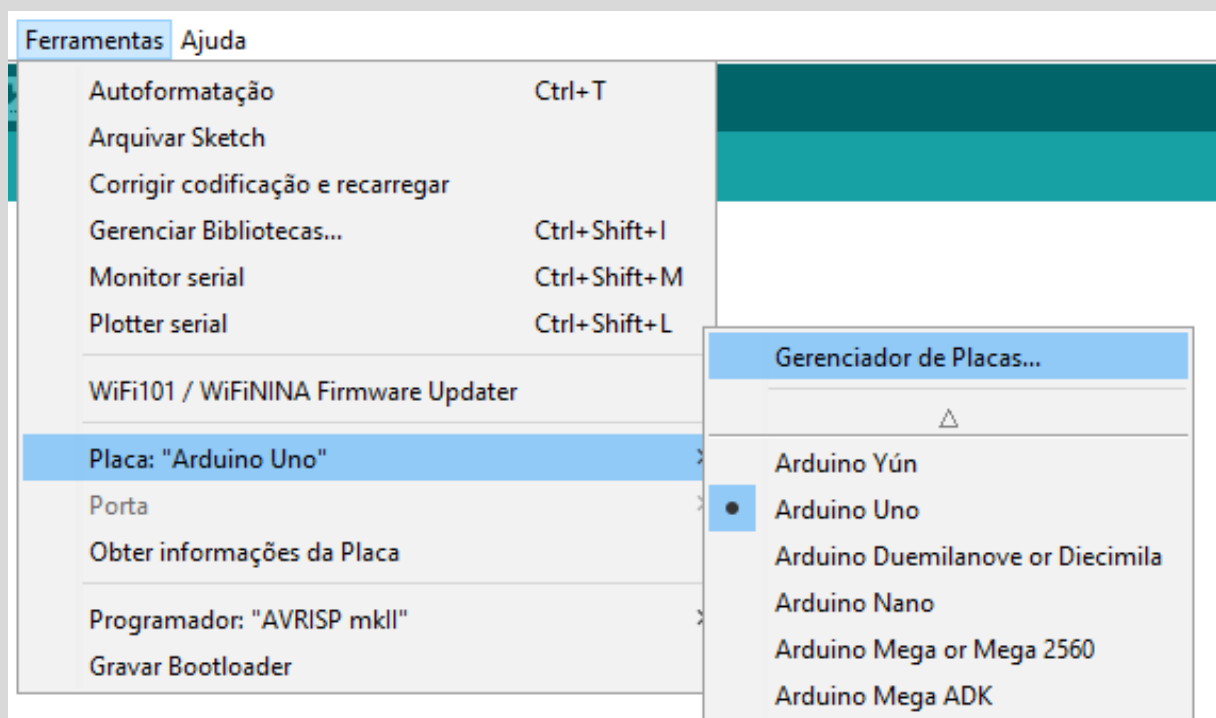 Ferramentas Ajuda
Autoformatação Ctrl+T
Arquivar Sketch
Corrigir codificação e recarregar
Gerenciar Bibliotecas... Ctrl+Shift+I
Monitor serial Ctrl+Shift+M
Plotter serial Ctrl+Shift+L
WiFi101 / WiFiNINA Firmware Updater
Placa: "Arduino Uno"
Porta
Obter informações da Placa
Programador: "AVRISP mkII"
Gravar Bootloader
Gerenciador de Placas...
Arduino Yún
Arduino Uno
Arduino Duemilanove or Diecimila
Arduino Nano
Arduino Mega or Mega 2560
Arduino Mega ADK